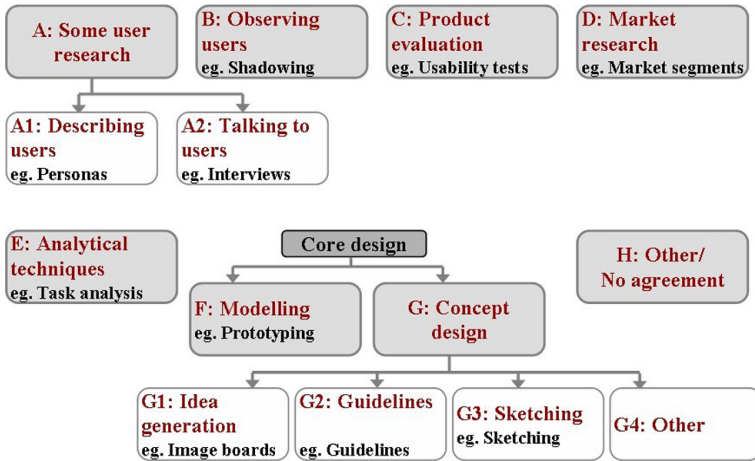 A: Some user
research
B: Observing
users
eg. Shadowing
C: Product
evaluation
eg. Usability tests
D: Market
research
eg. Market segments
A1: Describing
users
eg. Personas
A2: Talking to
users
eg. Interviews
E: Analytical
techniques
eg. Task analysis
Core design
H: Other/
No agreement
F: Modelling
eg. Prototyping
G: Concept
design
G1: Idea
generation
eg. Image boards
G2: Guidelines
eg. Guidelines
G3: Sketching
eg. Sketching
G4: Other